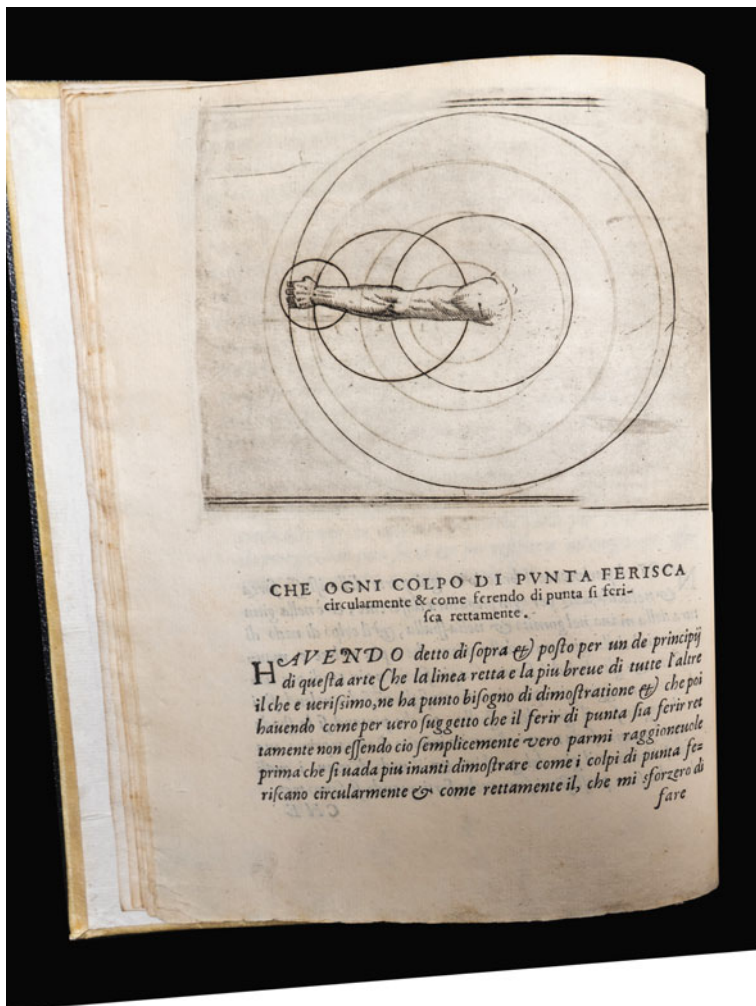 CHE OGNI COLPO DI PVNTA FERISCA
circularmente & come ferendo di punta ſi feri-
ſca rettamente.
HAVENDO detto di ſopra & poſto per un de principij
di queſta arte Che la linea retta e la piu breue di tutte l'altre
il che e ueriſsimo, ne ha punto biſogno di dimoſtratione & che poi
hauendo come per uero ſuggetto che il ferir di punta ſia ferir ret
tamente non eſſendo cio ſemplicemente vero parmi raggioneuole
prima che ſi uada piu inanti dimoſtrare come i colpi di punta fe=
riſcano circularmente & come rettamente il, che mi sforzero di
fare